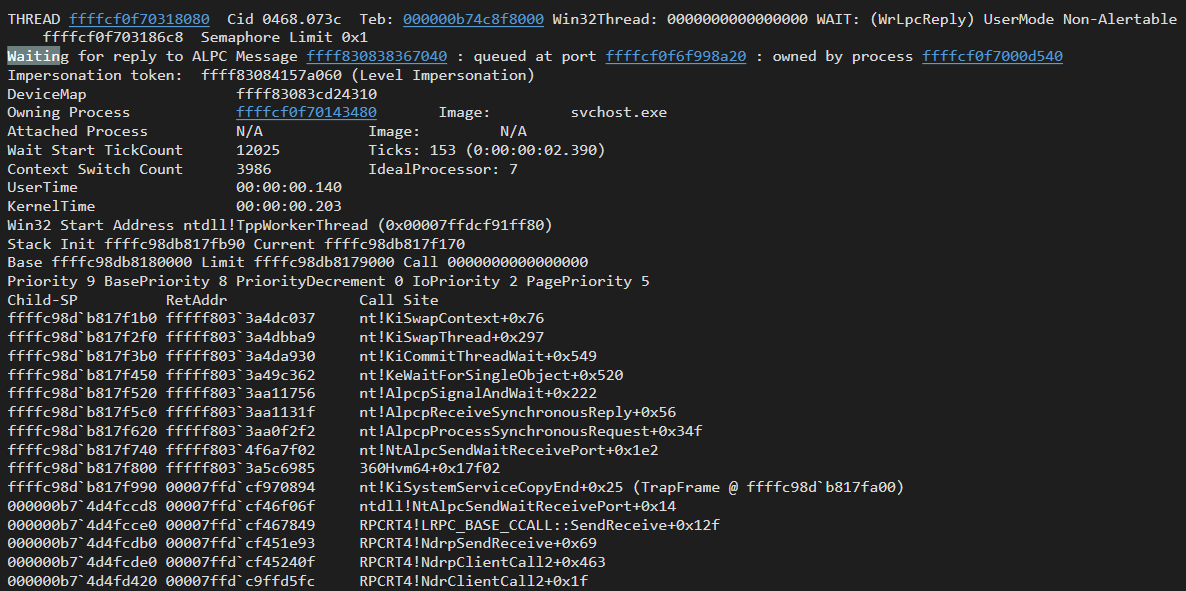 THREAD ffffcf0f70318080  Cid 0468.073c  Teb: 000000b74c8f8000 Win32Thread: 0000000000000000 WAIT: (WrLpcReply) UserMode Non-Alertable
    ffffcf0f703186c8  Semaphore Limit 0x1
Waiting for reply to ALPC Message ffff830838367040 : queued at port ffffcf0f6f998a20 : owned by process ffffcf0f7000d540
Impersonation token:  ffff83084157a060 (Level Impersonation)
DeviceMap                 ffff83083cd24310
Owning Process            ffffcf0f70143480       Image:         svchost.exe
Attached Process          N/A            Image:         N/A
Wait Start TickCount      12025          Ticks: 153 (0:00:00:02.390)
Context Switch Count      3986           IdealProcessor: 7
UserTime                  00:00:00.140
KernelTime                00:00:00.203
Win32 Start Address ntdll!TppWorkerThread (0x00007ffdcf91ff80)
Stack Init ffffc98db817fb90 Current ffffc98db817f170
Base ffffc98db8180000 Limit ffffc98db8179000 Call 0000000000000000
Priority 9 BasePriority 8 PriorityDecrement 0 IoPriority 2 PagePriority 5
Child-SP          RetAddr               Call Site
ffffc98d`b817f1b0 fffff803`3a4dc037     nt!KiSwapContext+0x76
ffffc98d`b817f2f0 fffff803`3a4dbba9     nt!KiSwapThread+0x297
ffffc98d`b817f3b0 fffff803`3a4da930     nt!KiCommitThreadWait+0x549
ffffc98d`b817f450 fffff803`3a49c362     nt!KeWaitForSingleObject+0x520
ffffc98d`b817f520 fffff803`3aa11756     nt!AlpcpSignalAndWait+0x222
ffffc98d`b817f5c0 fffff803`3aa1131f     nt!AlpcpReceiveSynchronousReply+0x56
ffffc98d`b817f620 fffff803`3aa0f2f2     nt!AlpcpProcessSynchronousRequest+0x34f
ffffc98d`b817f740 fffff803`4f6a7f02     nt!NtAlpcSendWaitReceivePort+0x1e2
ffffc98d`b817f800 fffff803`3a5c6985     360Hvm64+0x17f02
ffffc98d`b817f990 00007ffd`cf970894     nt!KiSystemServiceCopyEnd+0x25 (TrapFrame @ ffffc98d`b817fa00)
000000b7`4d4fccd8 00007ffd`cf46f06f     ntdll!NtAlpcSendWaitReceivePort+0x14
000000b7`4d4fcce0 00007ffd`cf467849     RPCRT4!LRPC_BASE_CCALL::SendReceive+0x12f
000000b7`4d4fcdb0 00007ffd`cf451e93     RPCRT4!NdrpSendReceive+0x69
000000b7`4d4fcde0 00007ffd`cf45240f     RPCRT4!NdrpClientCall2+0x463
000000b7`4d4fd420 00007ffd`c9ffd5fc     RPCRT4!NdrClientCall2+0x1f